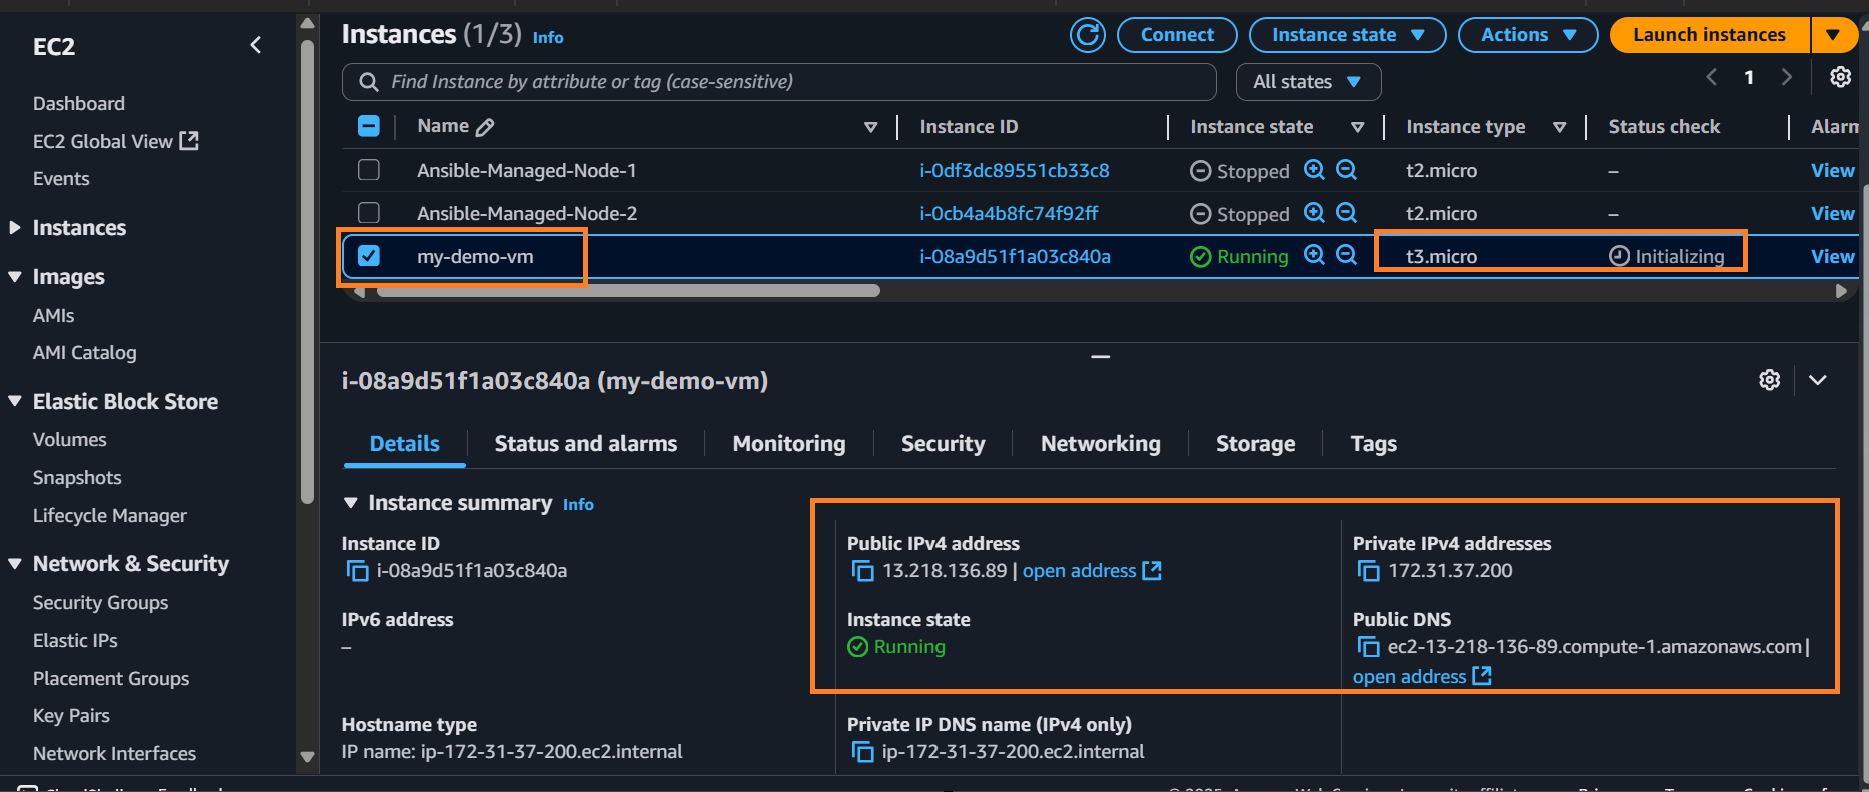 EC2
Dashboard
EC2 Global View
Events
Instances
Images
AMIs
AMI Catalog
Elastic Block Store
Volumes
Snapshots
Lifecycle Manager
Network & Security
Security Groups
Elastic IPs
Placement Groups
Key Pairs
Network Interfaces
Instances (1/3) Info
Connect Instance state Actions Launch instances
Find Instance by attribute or tag (case-sensitive) All states 1
Name Instance ID Instance state Instance type Status check Alarm
Ansible-Managed-Node-1 i-0df3dc89551cb33c8 Stopped t2.micro – View
Ansible-Managed-Node-2 i-0cb4a4b8fc74f92ff Stopped t2.micro – View
my-demo-vm i-08a9d51f1a03c840a Running t3.micro Initializing View
i-08a9d51f1a03c840a (my-demo-vm)
Details Status and alarms Monitoring Security Networking Storage Tags
Instance summary Info
Instance ID
i-08a9d51f1a03c840a
Public IPv4 address
13.218.136.89 | open address
Private IPv4 addresses
172.31.37.200
IPv6 address
–
Instance state
Running
Public DNS
ec2-13-218-136-89.compute-1.amazonaws.com |
open address
Hostname type
IP name: ip-172-31-37-200.ec2.internal
Private IP DNS name (IPv4 only)
ip-172-31-37-200.ec2.internal